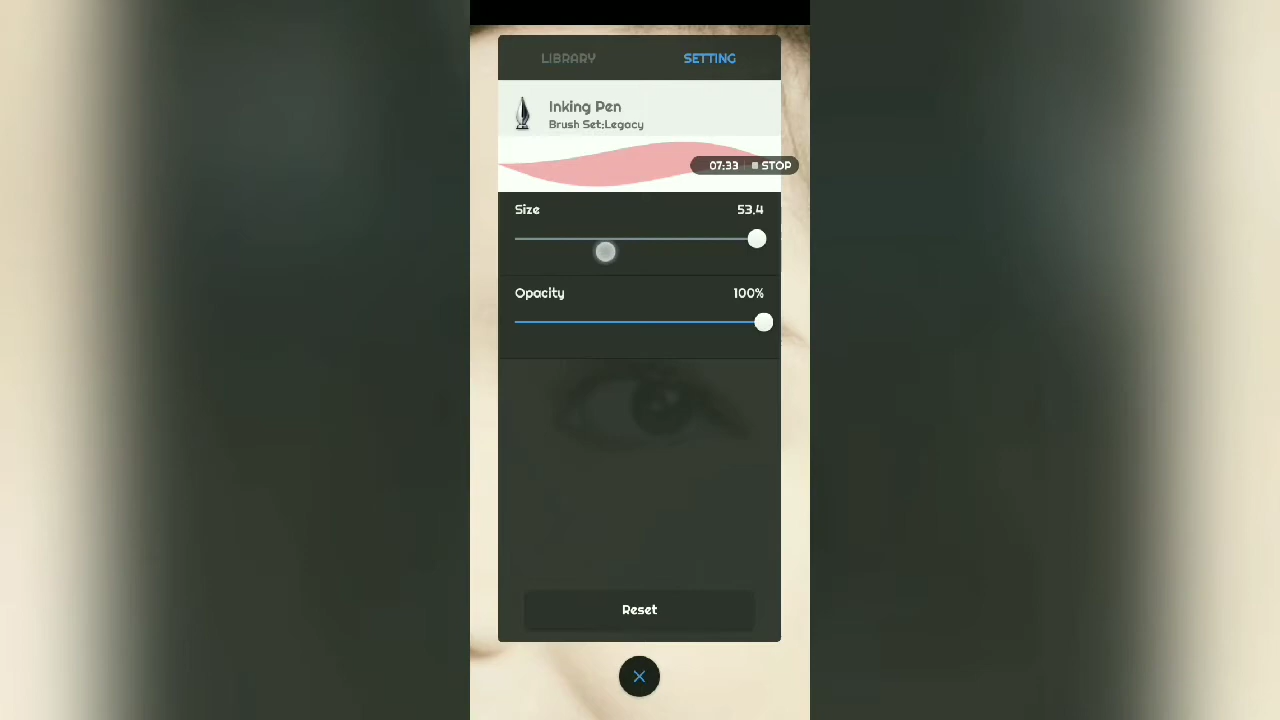 LIBRARY SETTING
Inking Pen
Brush Set:Legacy
07:33 STOP
Size 53.4
Opacity 100%
Reset